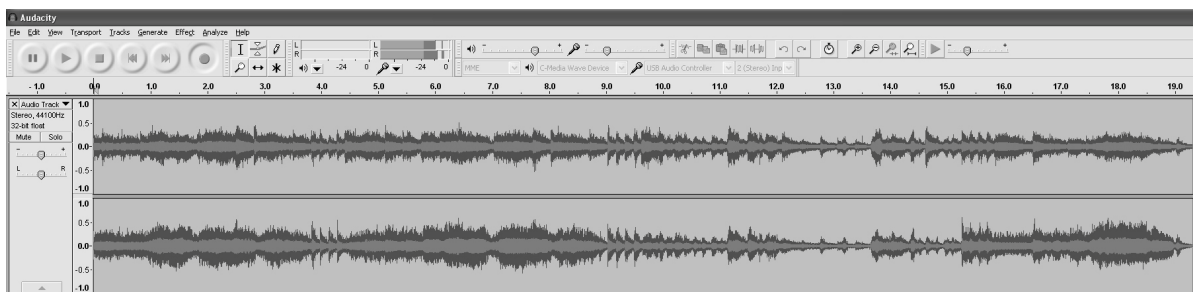 Audacity
File Edit View Transport Tracks Generate Effect Analyze Help
L
R
L
R
-24 0 -24 0
MME C-Media Wave Device USB Audio Controller 2 (Stereo) Inp
- 1.0 0.0 1.0 2.0 3.0 4.0 5.0 6.0 7.0 8.0 9.0 10.0 11.0 12.0 13.0 14.0 15.0 16.0 17.0 18.0 19.0
Audio Track
Stereo, 44100Hz
32-bit float
Mute Solo
- +
L R
1.0
0.5-
0.0-
-0.5-
-1.0
1.0
0.5-
0.0-
-0.5-
-1.0